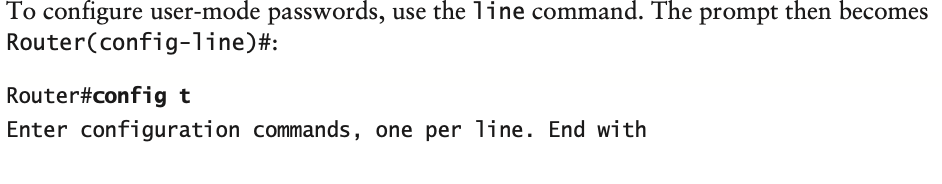 To configure user-mode passwords, use the line command. The prompt then becomes
Router(config-line)#:
Router#config t
Enter configuration commands, one per line. End with